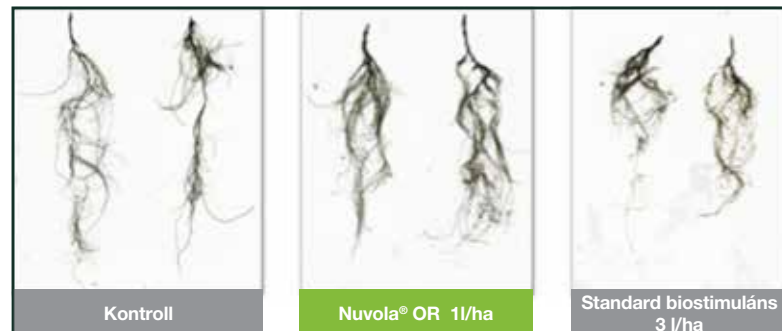 Kontroll
Nuvola® OR 1l/ha
Standard biostimuláns
3 l/ha